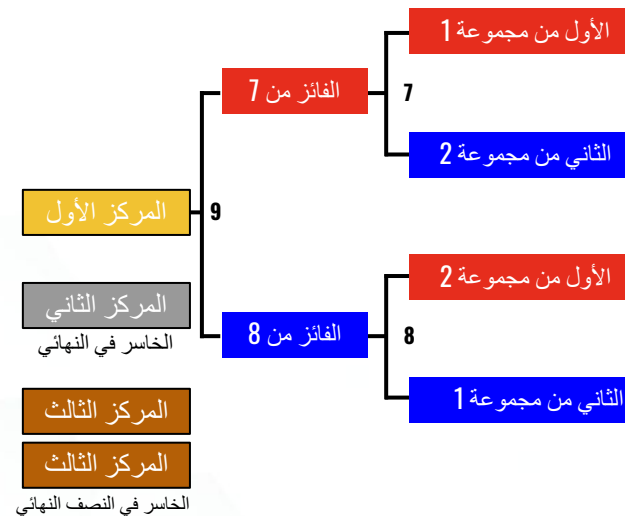 الأول من مجموعة 1
7
الثاني من مجموعة 2
الفائز من 7
المركز الأول
9
الأول من مجموعة 2
8
الثاني من مجموعة 1
الفائز من 8
المركز الثاني
الخاسر في النهائي
المركز الثالث
المركز الثالث
الخاسر في النصف النهائي